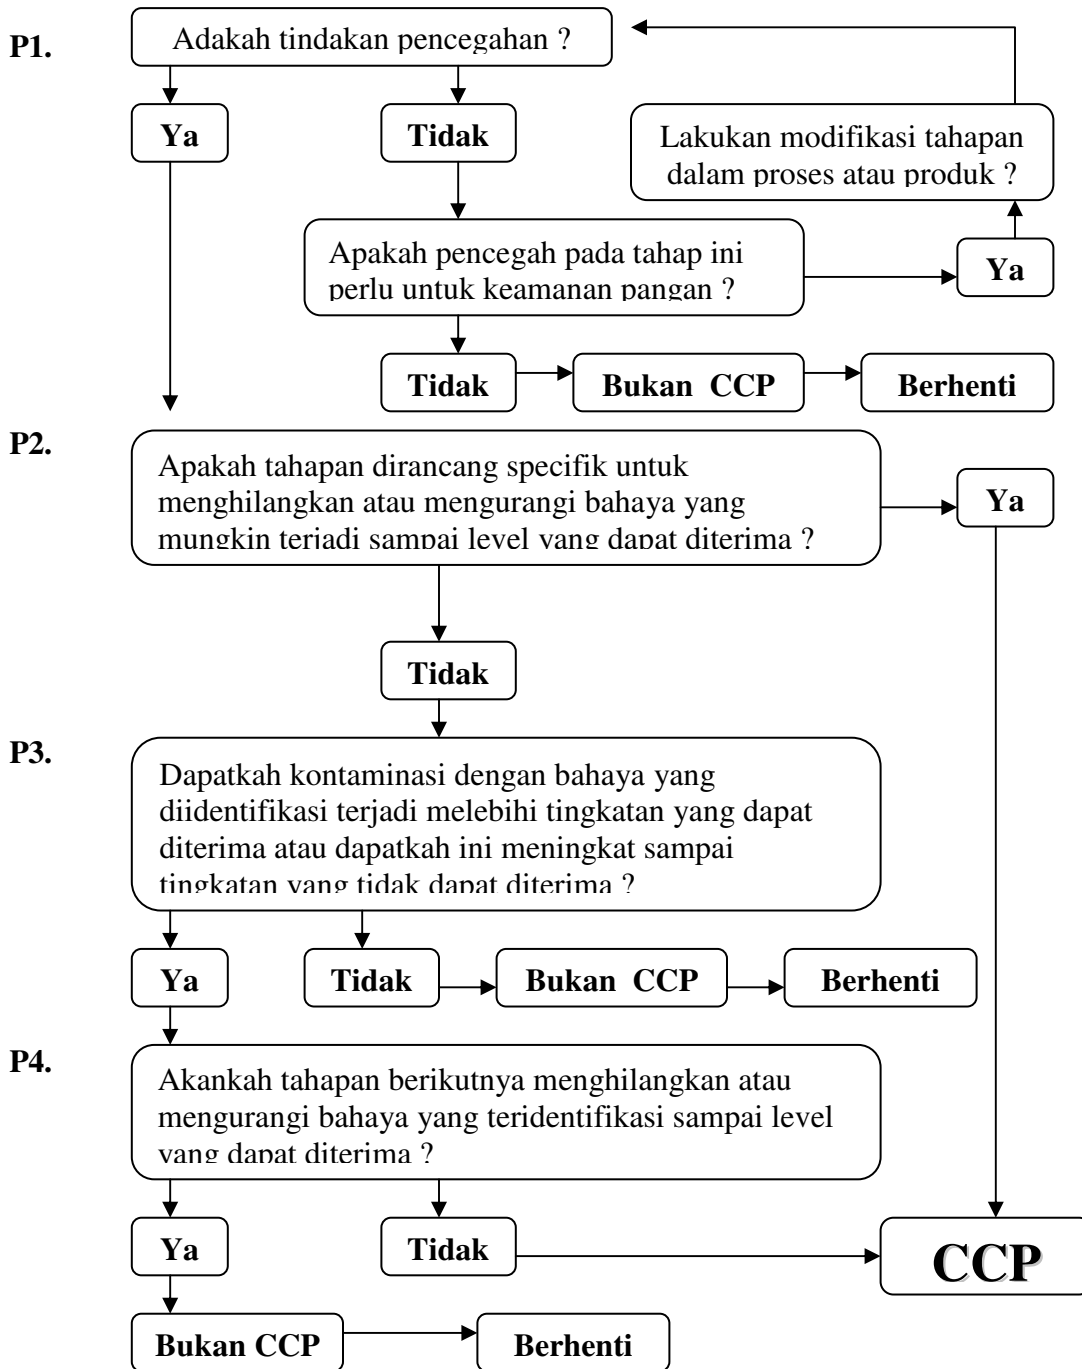 P1.
Adakah tindakan pencegahan ?
Ya
Tidak
Lakukan modifikasi tahapan
dalam proses atau produk ?
Apakah pencegah pada tahap ini
perlu untuk keamanan pangan ?
Ya
Tidak
Bukan CCP
Berhenti
P2.
Apakah tahapan dirancang specifik untuk
menghilangkan atau mengurangi bahaya yang
mungkin terjadi sampai level yang dapat diterima ?
Ya
Tidak
P3.
Dapatkah kontaminasi dengan bahaya yang
diidentifikasi terjadi melebihi tingkatan yang dapat
diterima atau dapatkah ini meningkat sampai
tingkatan yang tidak dapat diterima ?
Ya
Tidak
Bukan CCP
Berhenti
P4.
Akankah tahapan berikutnya menghilangkan atau
mengurangi bahaya yang teridentifikasi sampai level
yang dapat diterima ?
Ya
Tidak
CCP
Bukan CCP
Berhenti